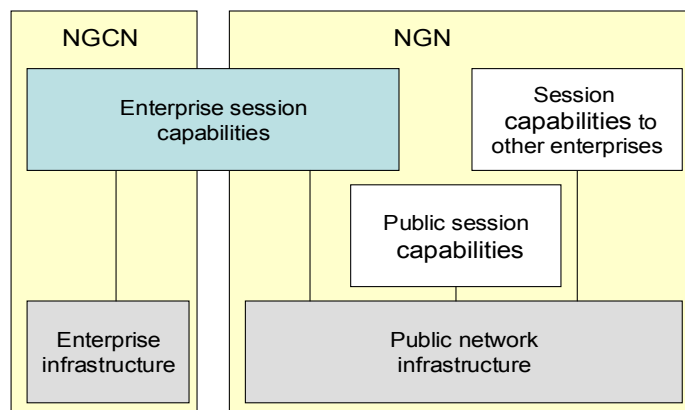 NGCN
NGN
Enterprise session
capabilities
Session
capabilities to
other enterprises
Public session
capabilities
Enterprise
infrastructure
Public network
infrastructure